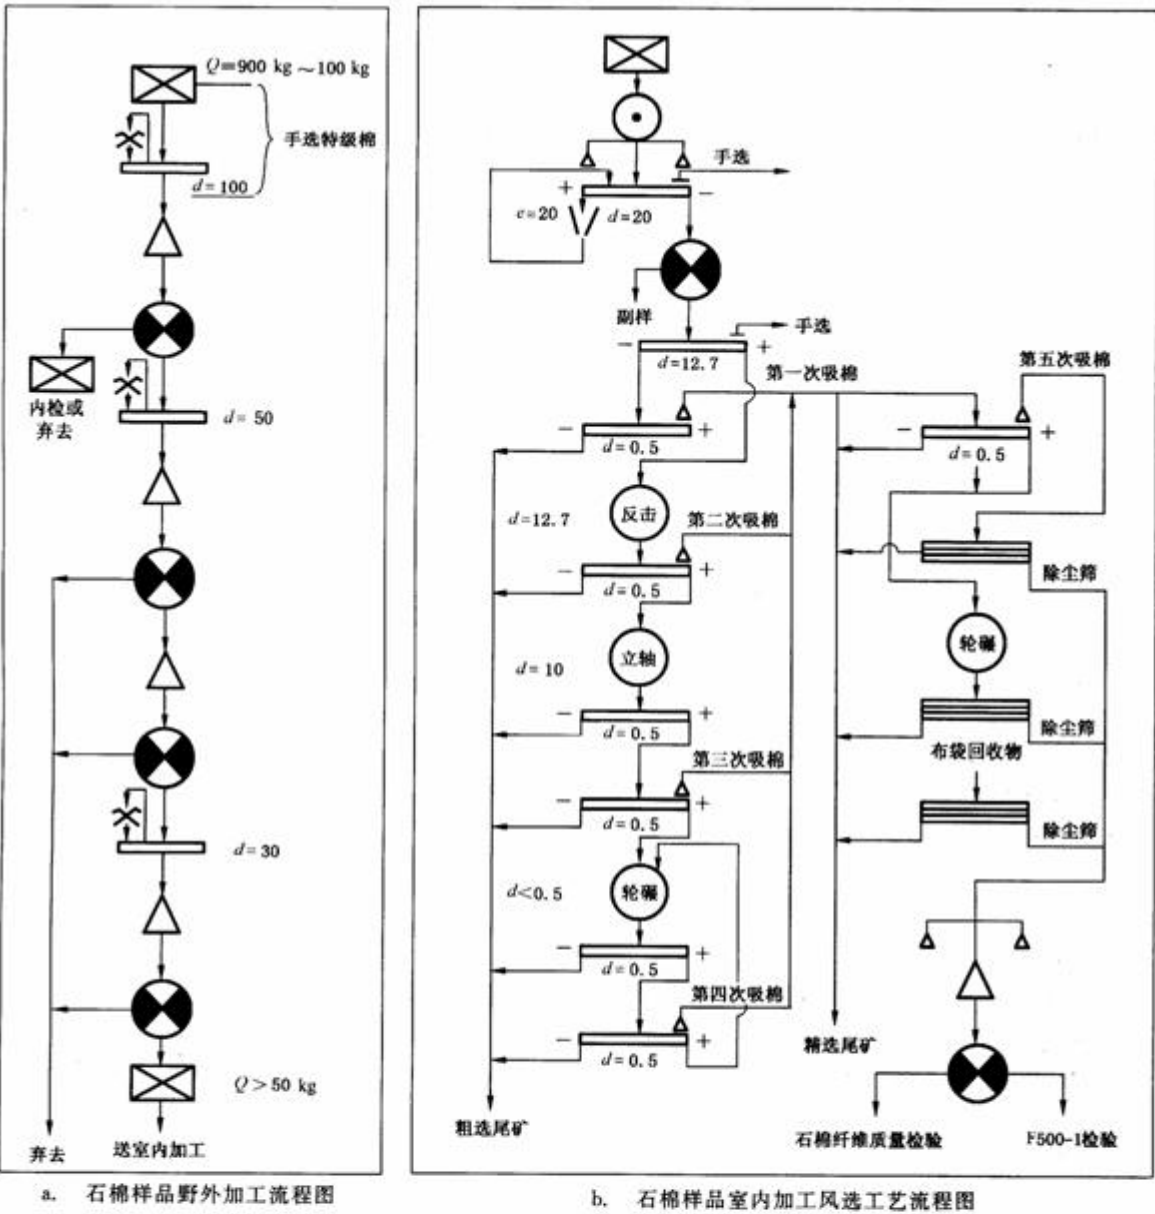 Q=900 kg ～100 kg
手选特级棉
d=100
内检或
弃去
d=50
d=30
Q>50 kg
弃去
送室内加工
a. 石棉样品野外加工流程图
手选
+
-
e=20
d=20
副样
手选
-
+
d=12.7
第一次吸棉
第五次吸棉
-
+
d=0.5
-
+
d=0.5
d=12.7
反击
第二次吸棉
-
+
d=0.5
除尘筛
d=10
立轴
轮碾
-
+
d=0.5
除尘筛
布袋回收物
第三次吸棉
-
+
d=0.5
除尘筛
d<0.5
轮碾
-
+
d=0.5
第四次吸棉
-
+
d=0.5
精选尾矿
粗选尾矿
石棉纤维质量检验
F500-1检验
b. 石棉样品室内加工风选工艺流程图